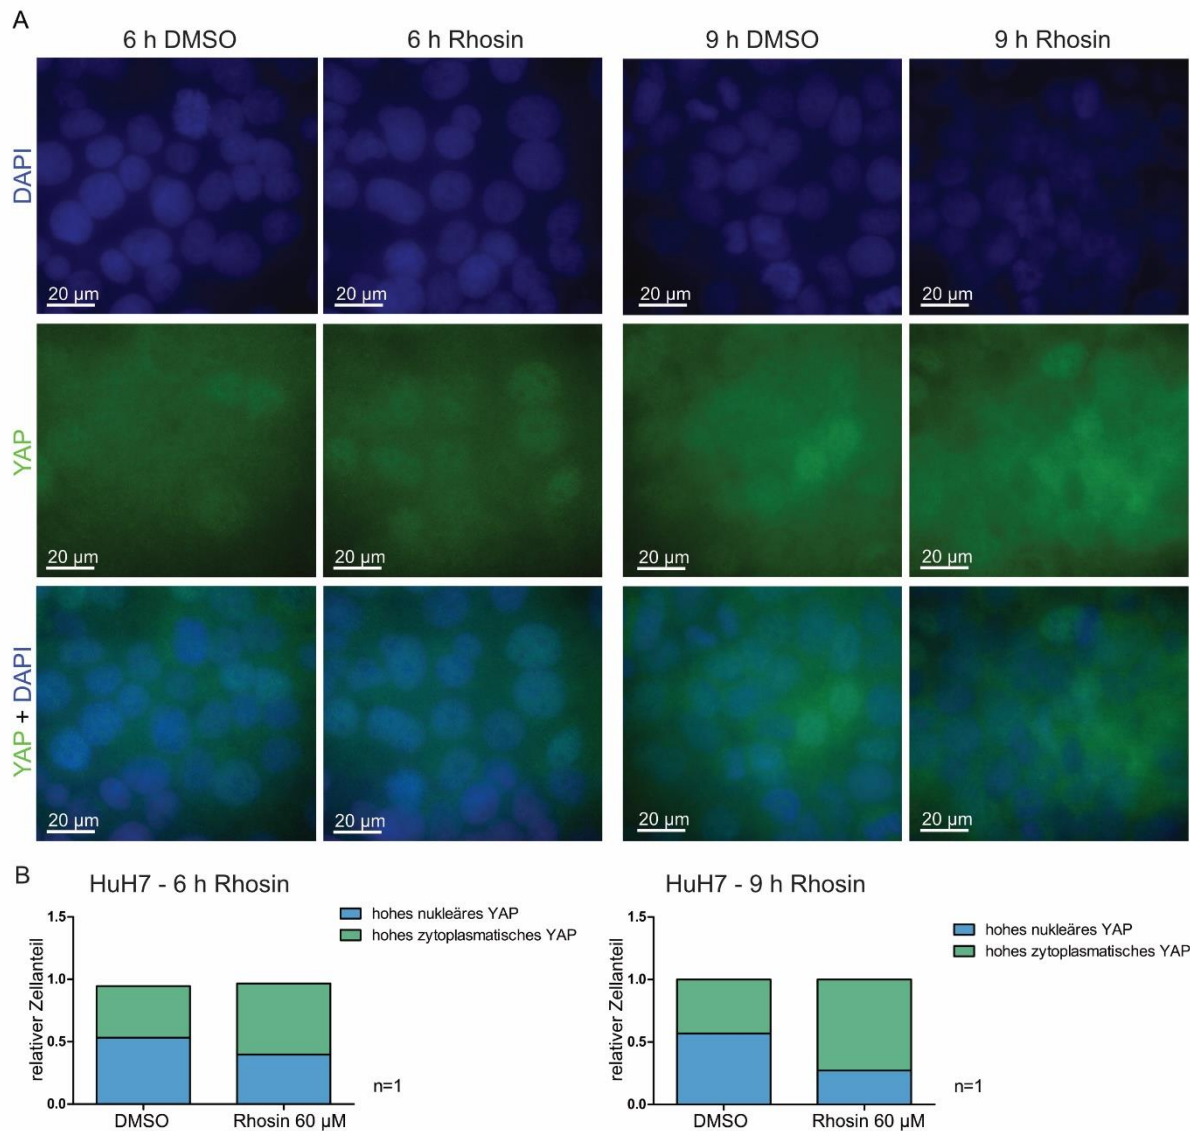 A
6 h DMSO
6 h Rhosin
9 h DMSO
9 h Rhosin
DAPI
20 µm
20 µm
20 µm
20 µm
YAP
20 µm
20 µm
20 µm
20 µm
YAP + DAPI
20 µm
20 µm
20 µm
20 µm
B
HuH7 - 6 h Rhosin
relativer Zellanteil
1.5
1.0
0.5
0.0
DMSO
Rhosin 60 µM
hohes nukleäres YAP
hohes zytoplasmatisches YAP
n=1
HuH7 - 9 h Rhosin
relativer Zellanteil
1.5
1.0
0.5
0.0
DMSO
Rhosin 60 µM
hohes nukleäres YAP
hohes zytoplasmatisches YAP
n=1